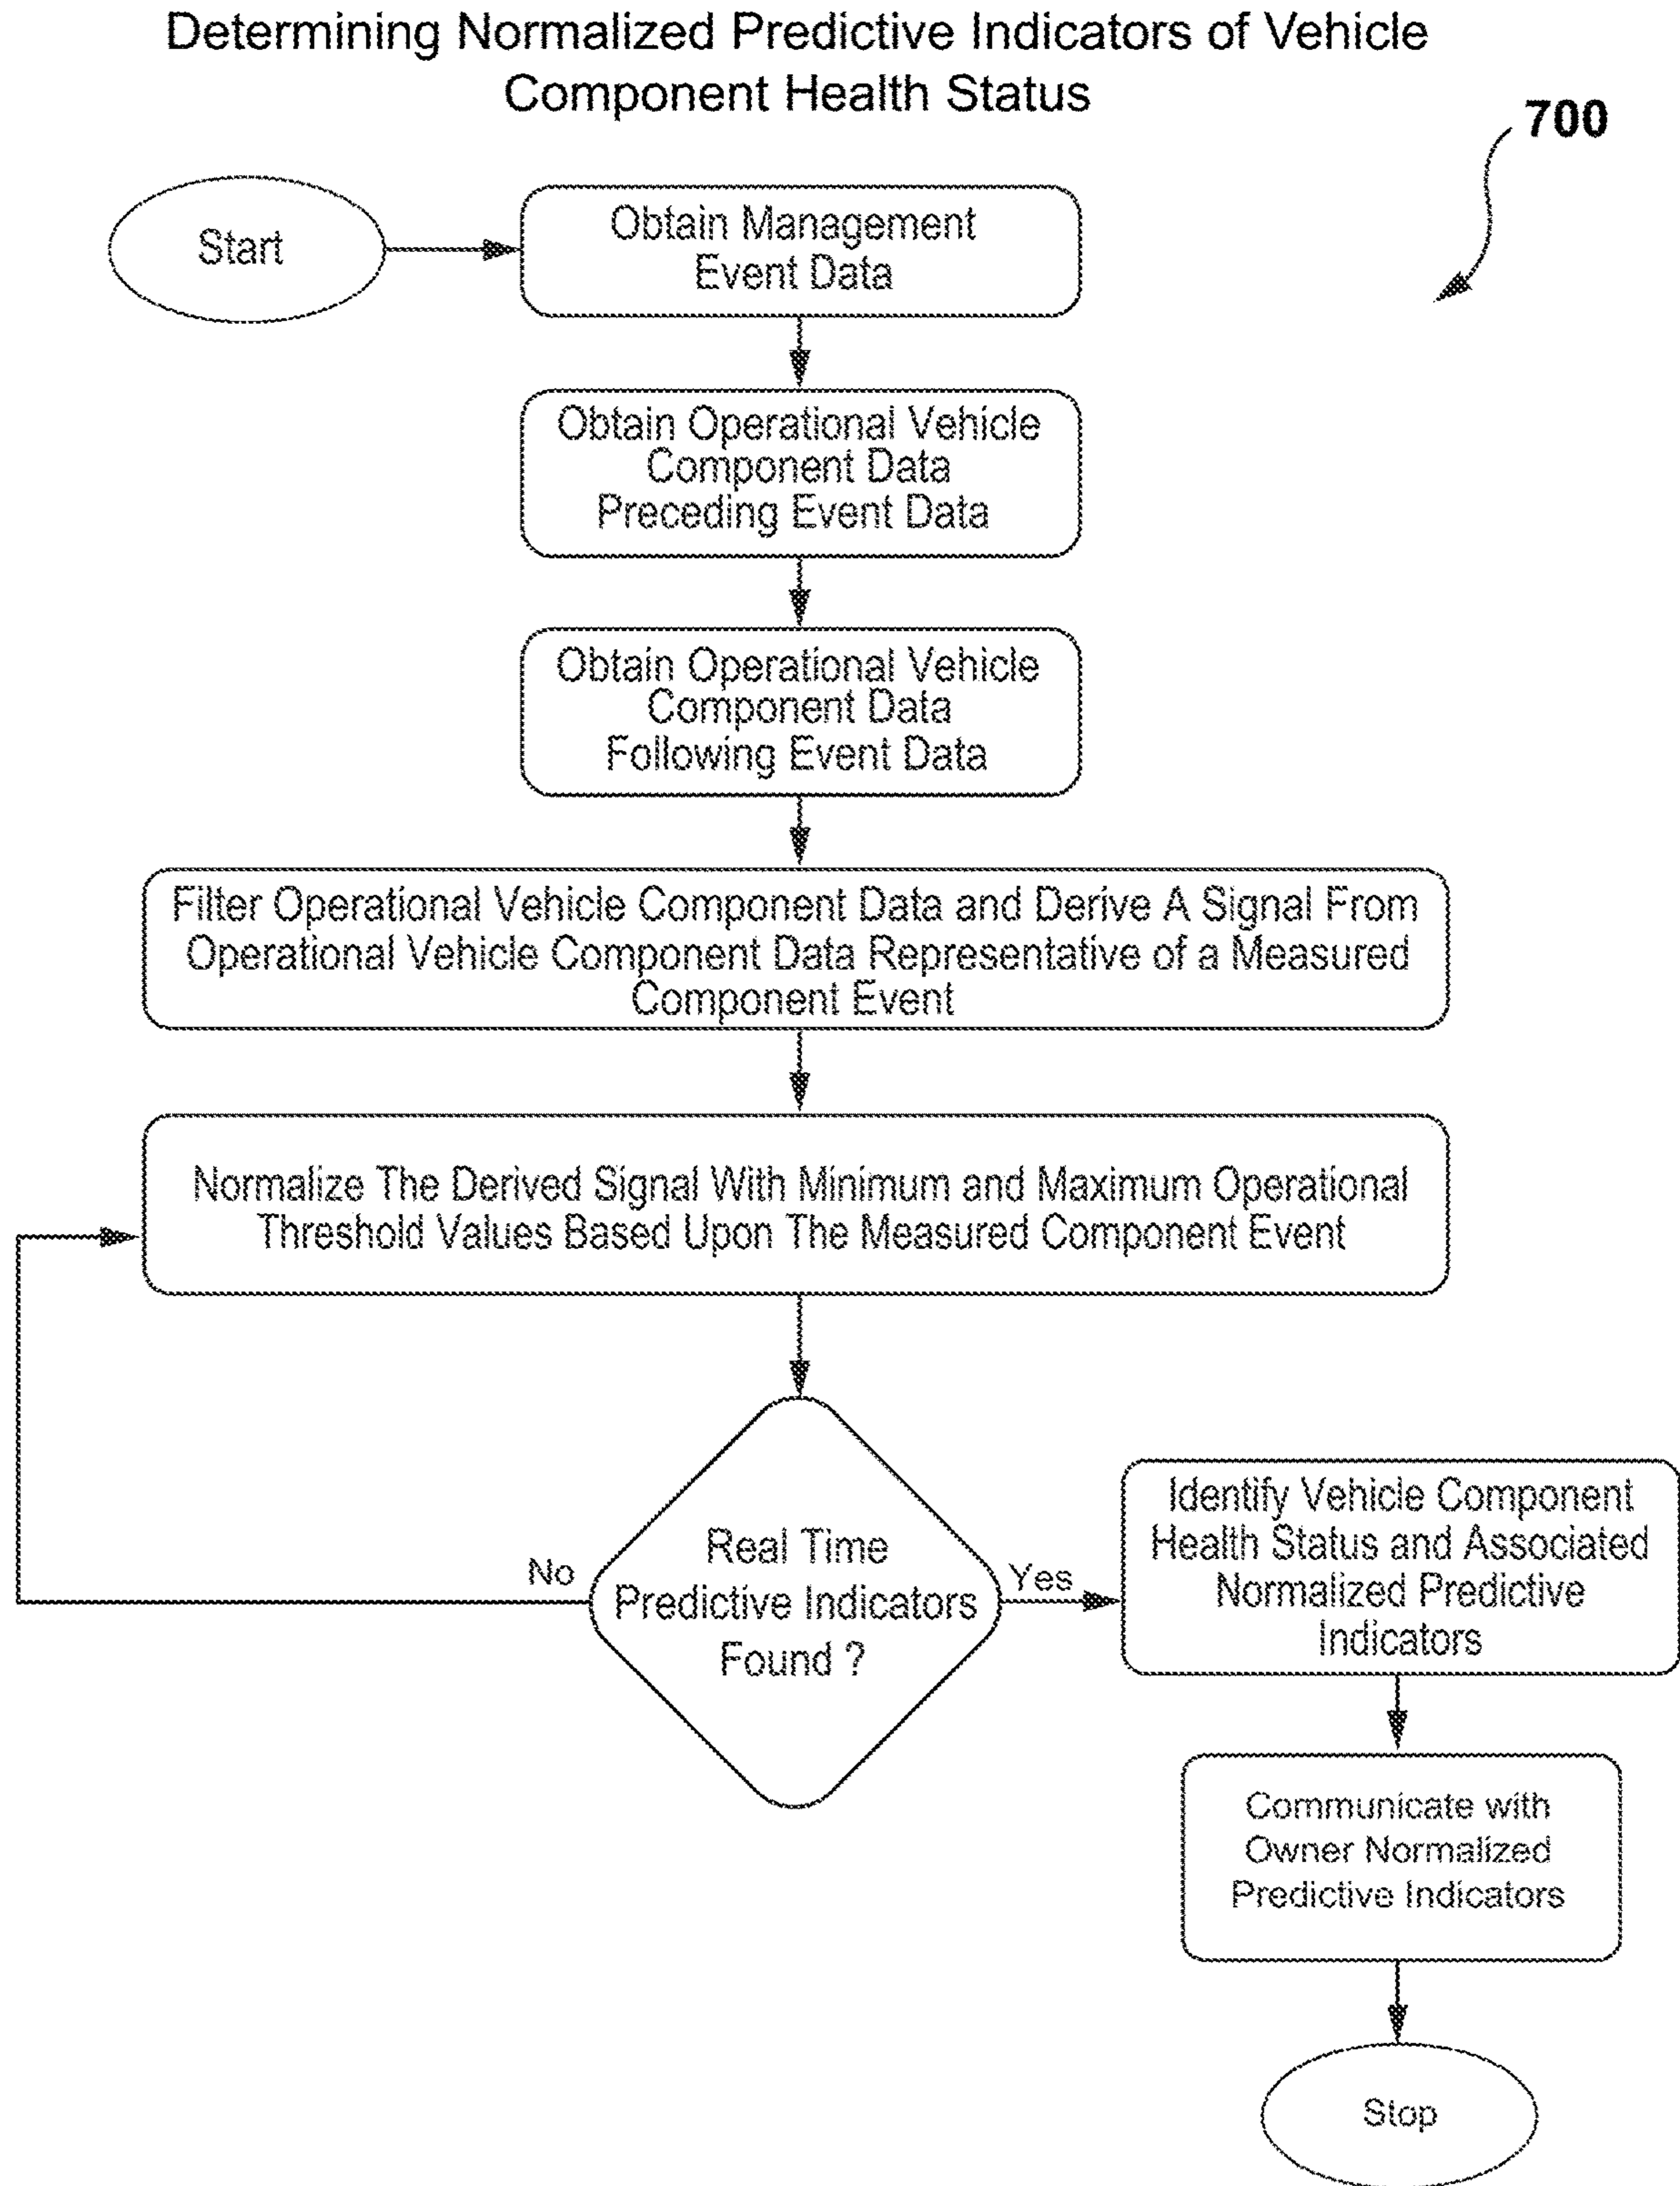 Determining Normalized Predictive Indicators of Vehicle
Component Health Status
700
Start
Obtain Management
Event Data
Obtain Operational Vehicle
Component Data
Preceding Event Data
Obtain Operational Vehicle
Component Data
Following Event Data
Filter Operational Vehicle Component Data and Derive A Signal From
Operational Vehicle Component Data Representative of a Measured
Component Event
Normalize The Derived Signal With Minimum and Maximum Operational
Threshold Values Based Upon The Measured Component Event
No
Real Time
Predictive Indicators
Found ?
Yes
Identify Vehicle Component
Health Status and Associated
Normalized Predictive
Indicators
Communicate with
Owner Normalized
Predictive Indicators
Stop